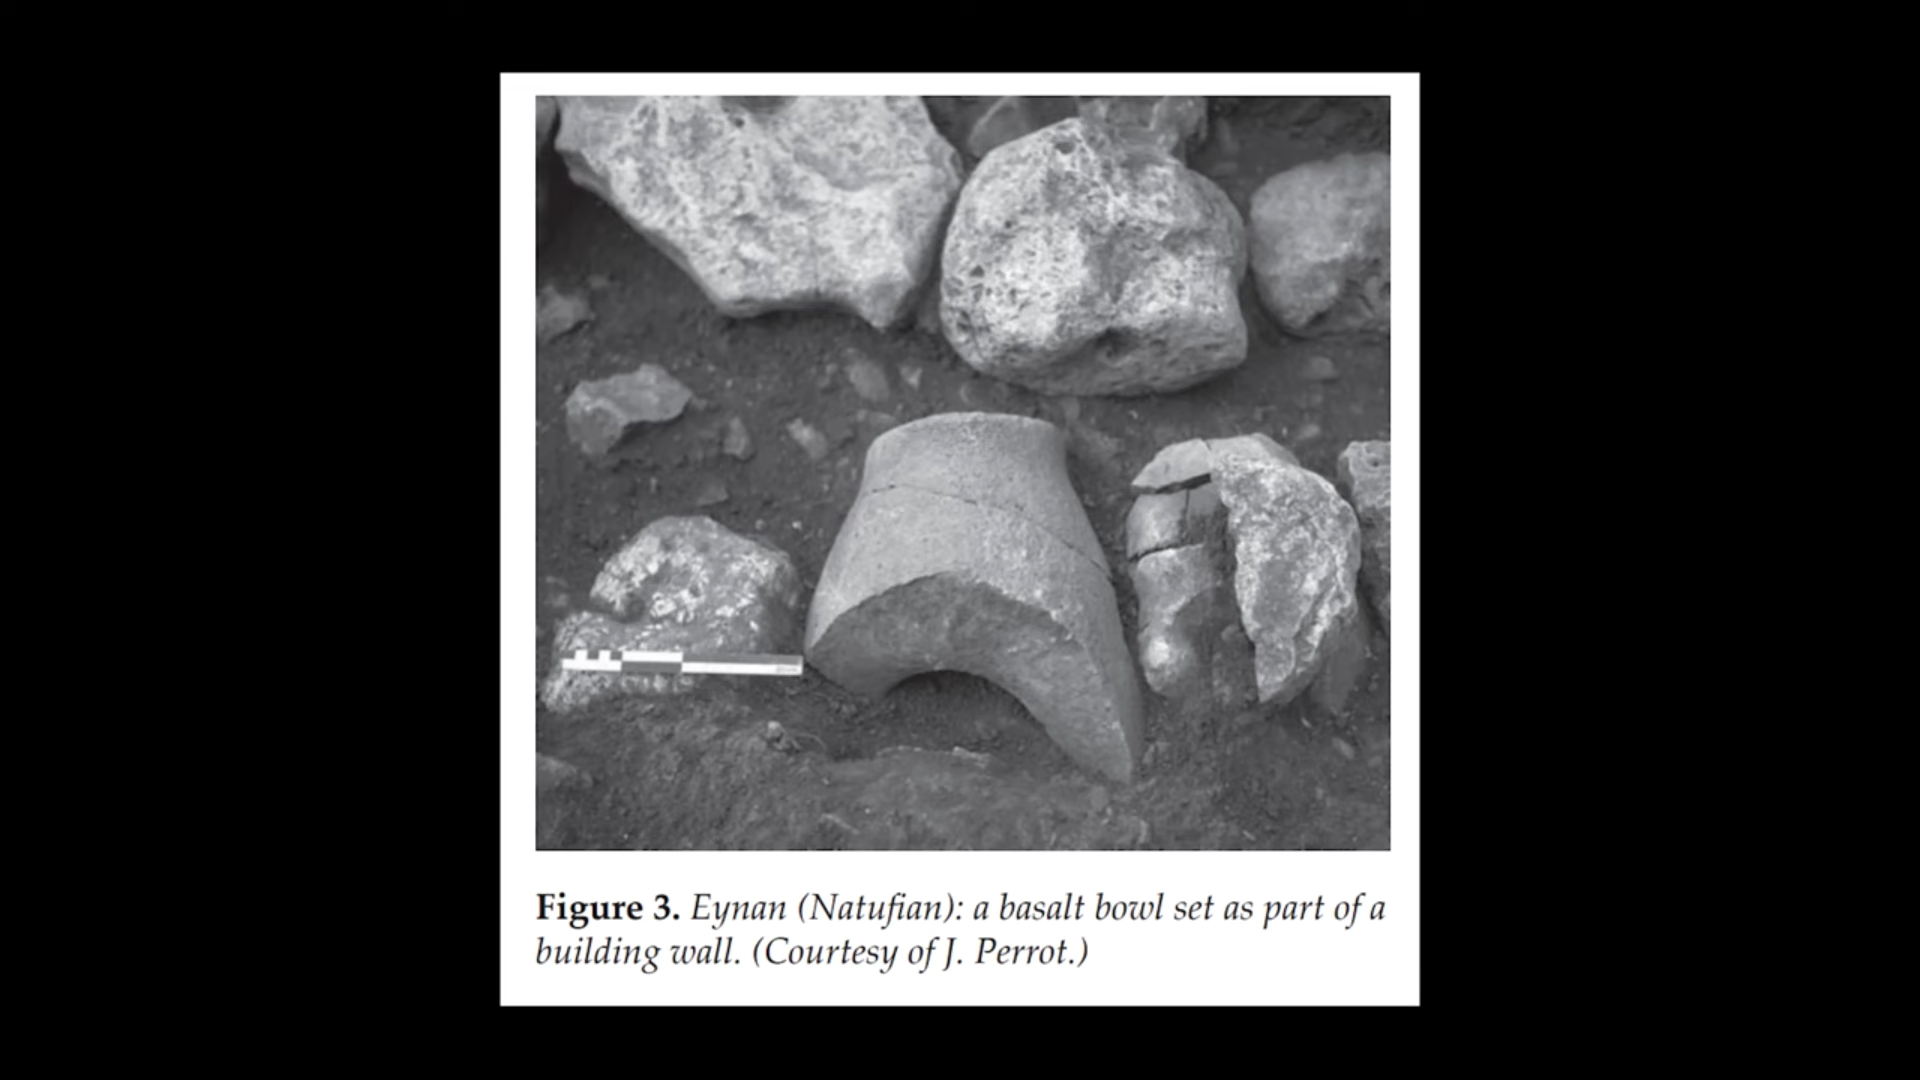 Figure 3. Eynan (Natufian): a basalt bowl set as part of a
building wall. (Courtesy of J. Perrot.)